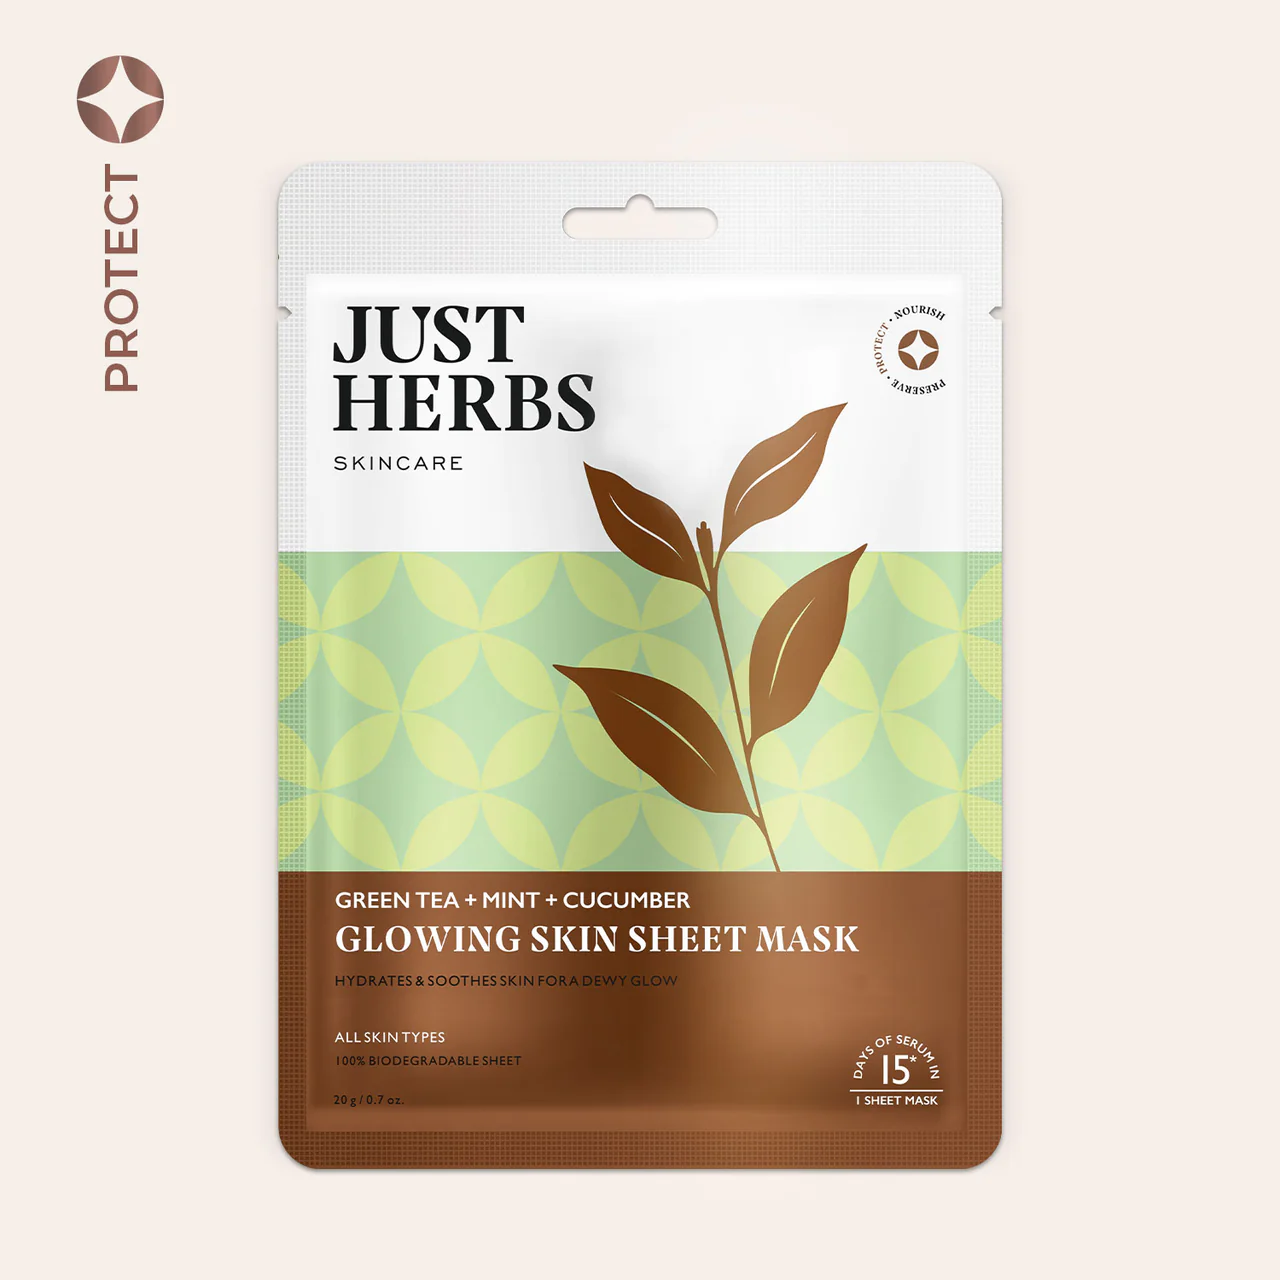 PROTECT
JUST
HERBS
SKINCARE
PROTECT • NOURISH
PRESERVE •
GREEN TEA + MINT + CUCUMBER
GLOWING SKIN SHEET MASK
HYDRATES & SOOTHES SKIN FOR A DEWY GLOW
ALL SKIN TYPES
100% BIODEGRADABLE SHEET
20 g / 0.7 oz.
DAYS OF SERUM IN
15*
1 SHEET MASK